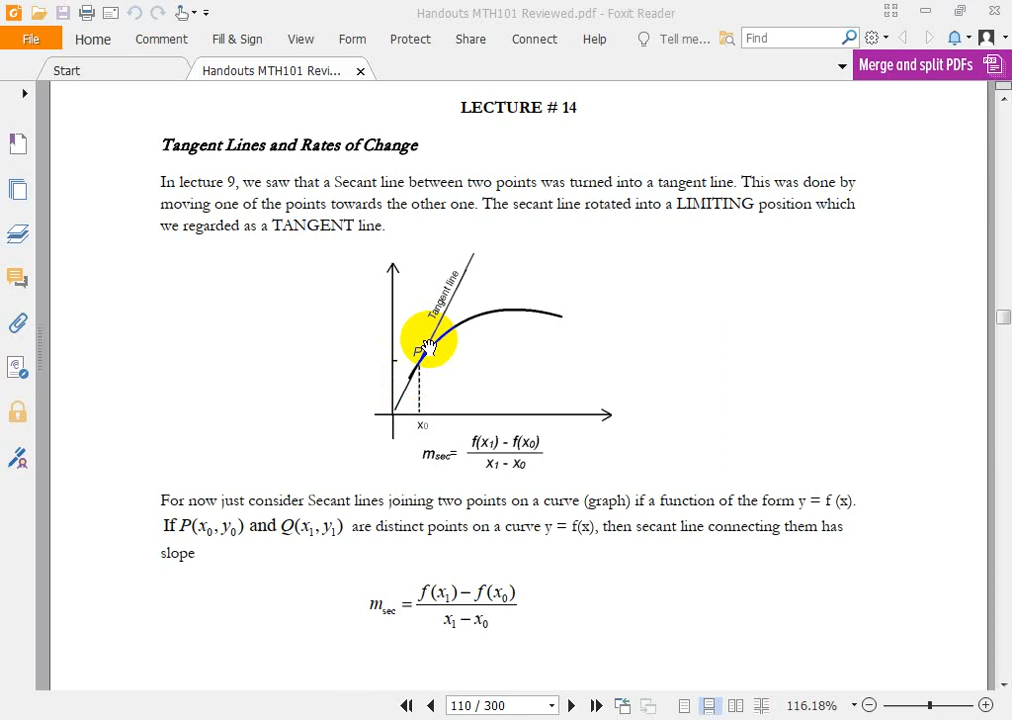 Handouts MTH101 Reviewed.pdf - Foxit Reader
File Home Comment Fill & Sign View Form Protect Share Connect Help Tell me... Find
Start Handouts MTH101 Revi... Merge and split PDFs
LECTURE # 14
Tangent Lines and Rates of Change
In lecture 9, we saw that a Secant line between two points was turned into a tangent line. This was done by
moving one of the points towards the other one. The secant line rotated into a LIMITING position which
we regarded as a TANGENT line.
Tangent line
P
x₀
m_sec= f(x₁) - f(x₀) / x₁ - x₀
For now just consider Secant lines joining two points on a curve (graph) if a function of the form y = f (x).
If P(x₀, y₀) and Q(x₁, y₁) are distinct points on a curve y = f(x), then secant line connecting them has
slope
m_sec = f(x₁) − f(x₀) / x₁ − x₀
110 / 300 116.18%